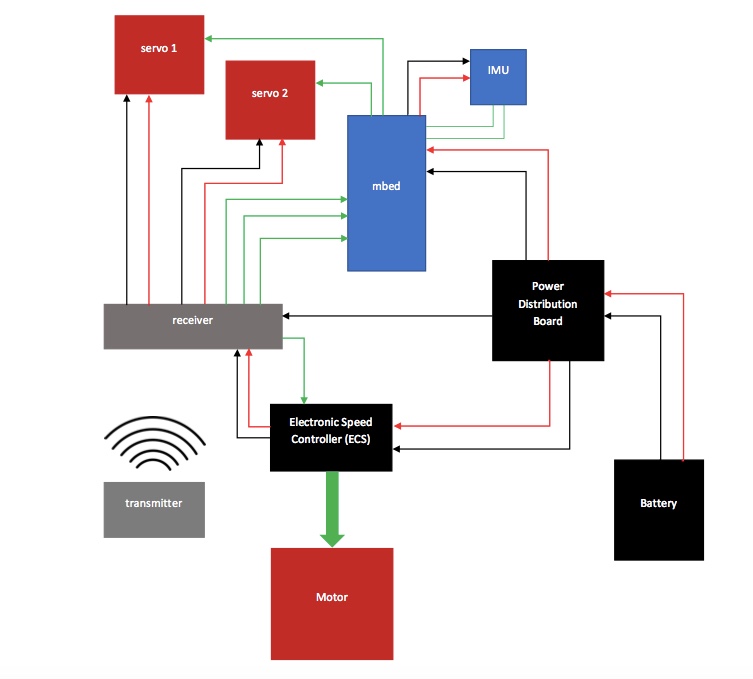 servo 1
servo 2
IMU
mbed
Power
Distribution
Board
receiver
Electronic Speed
Controller (ECS)
transmitter
Battery
Motor